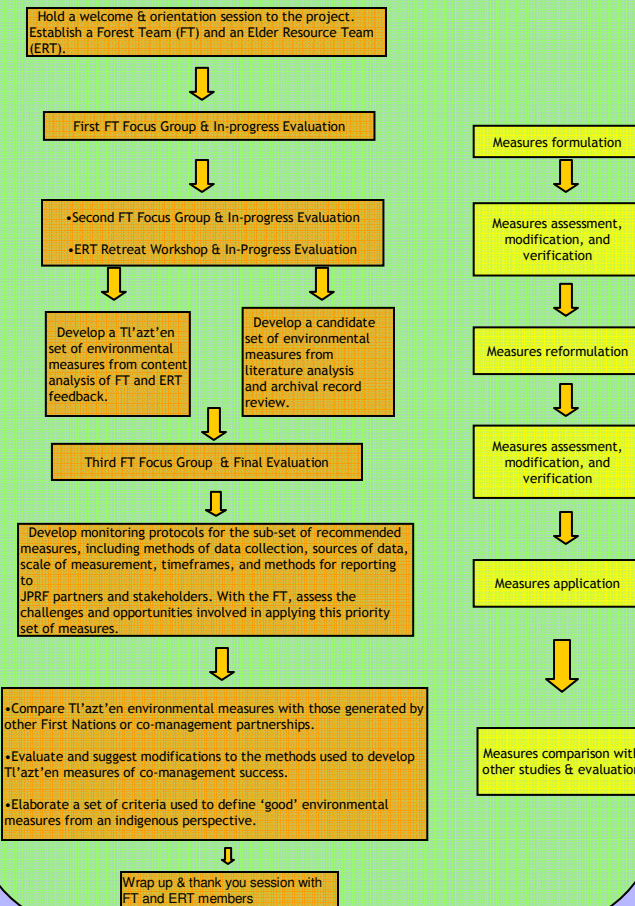 Hold a welcome & orientation session to the project.
Establish a Forest Team (FT) and an Elder Resource Team
(ERT).
First FT Focus Group & In-progress Evaluation
•Second FT Focus Group & In-progress Evaluation
•ERT Retreat Workshop & In-Progress Evaluation
Develop a Tl’azt’en
set of environmental
measures from content
analysis of FT and ERT
feedback.
Develop a candidate
set of environmental
measures from
literature analysis
and archival record
review.
Third FT Focus Group & Final Evaluation
Develop monitoring protocols for the sub-set of recommended
measures, including methods of data collection, sources of data,
scale of measurement, timeframes, and methods for reporting
to
JPRF partners and stakeholders. With the FT, assess the
challenges and opportunities involved in applying this priority
set of measures.
•Compare Tl’azt’en environmental measures with those generated by
other First Nations or co-management partnerships.
•Evaluate and suggest modifications to the methods used to develop
Tl’azt’en measures of co-management success.
•Elaborate a set of criteria used to define ‘good’ environmental
measures from an indigenous perspective.
Wrap up & thank you session with
FT and ERT members
Measures formulation
Measures assessment,
modification, and
verification
Measures reformulation
Measures assessment,
modification, and
verification
Measures application
Measures comparison with
other studies & evaluation